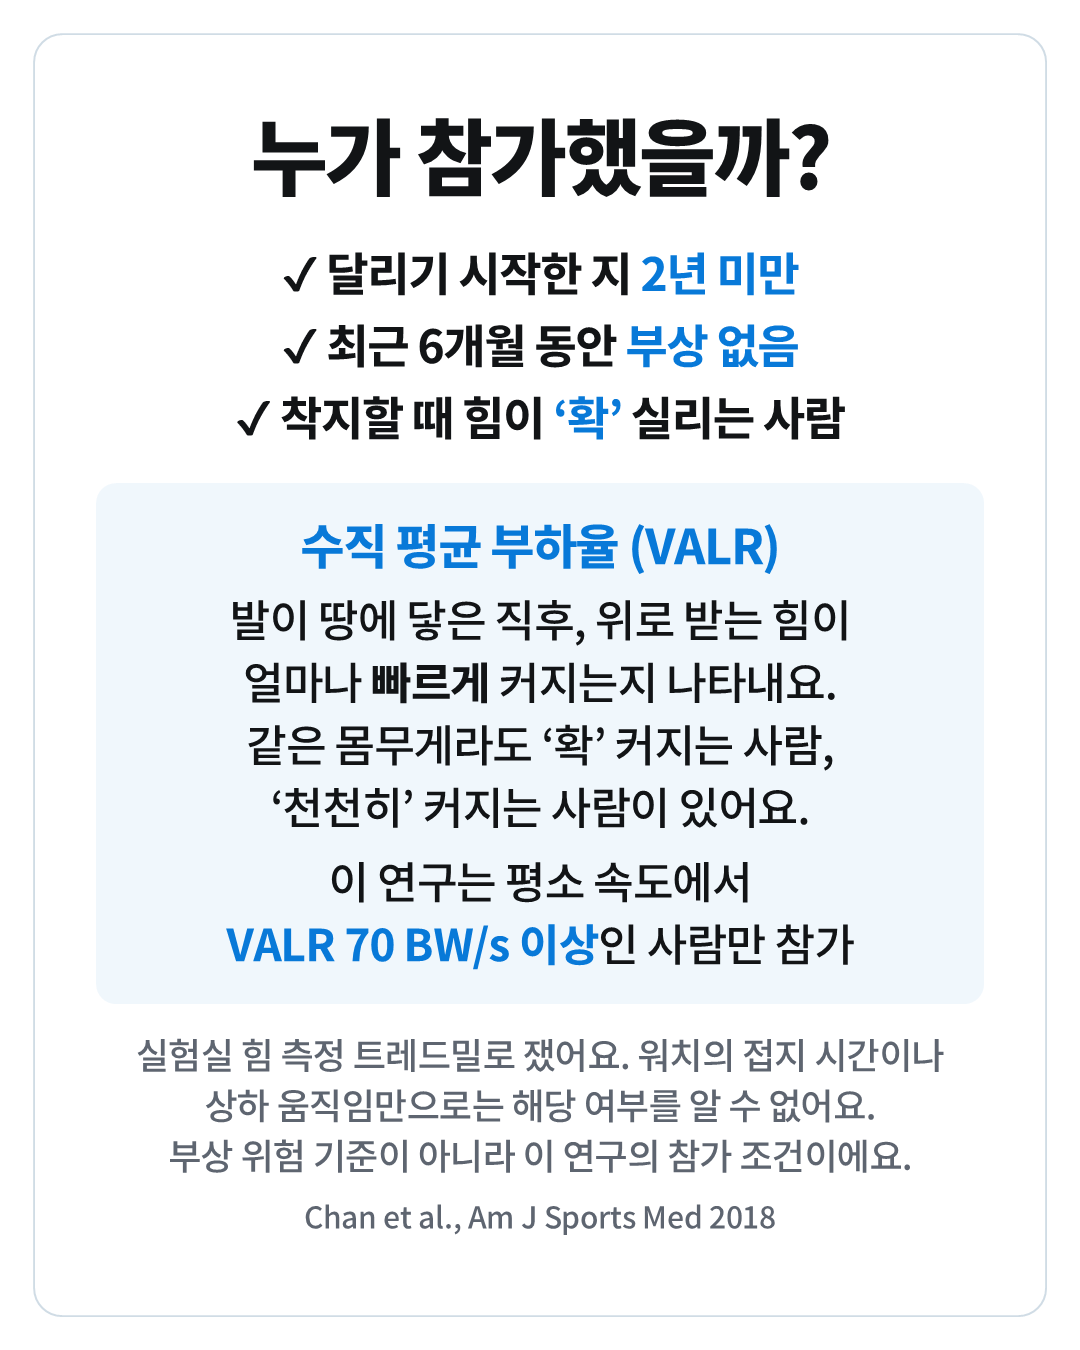 누가 참가했을까?
✓ 달리기 시작한 지 2년 미만
✓ 최근 6개월 동안 부상 없음
✓ 착지할 때 힘이 ‘확’ 실리는 사람
수직 평균 부하율 (VALR)
발이 땅에 닿은 직후, 위로 받는 힘이
얼마나 빠르게 커지는지 나타내요.
같은 몸무게라도 ‘확’ 커지는 사람,
‘천천히’ 커지는 사람이 있어요.
이 연구는 평소 속도에서
VALR 70 BW/s 이상인 사람만 참가
실험실 힘 측정 트레드밀로 쟀어요. 워치의 접지 시간이나
상하 움직임만으로는 해당 여부를 알 수 없어요.
부상 위험 기준이 아니라 이 연구의 참가 조건이에요.
Chan et al., Am J Sports Med 2018